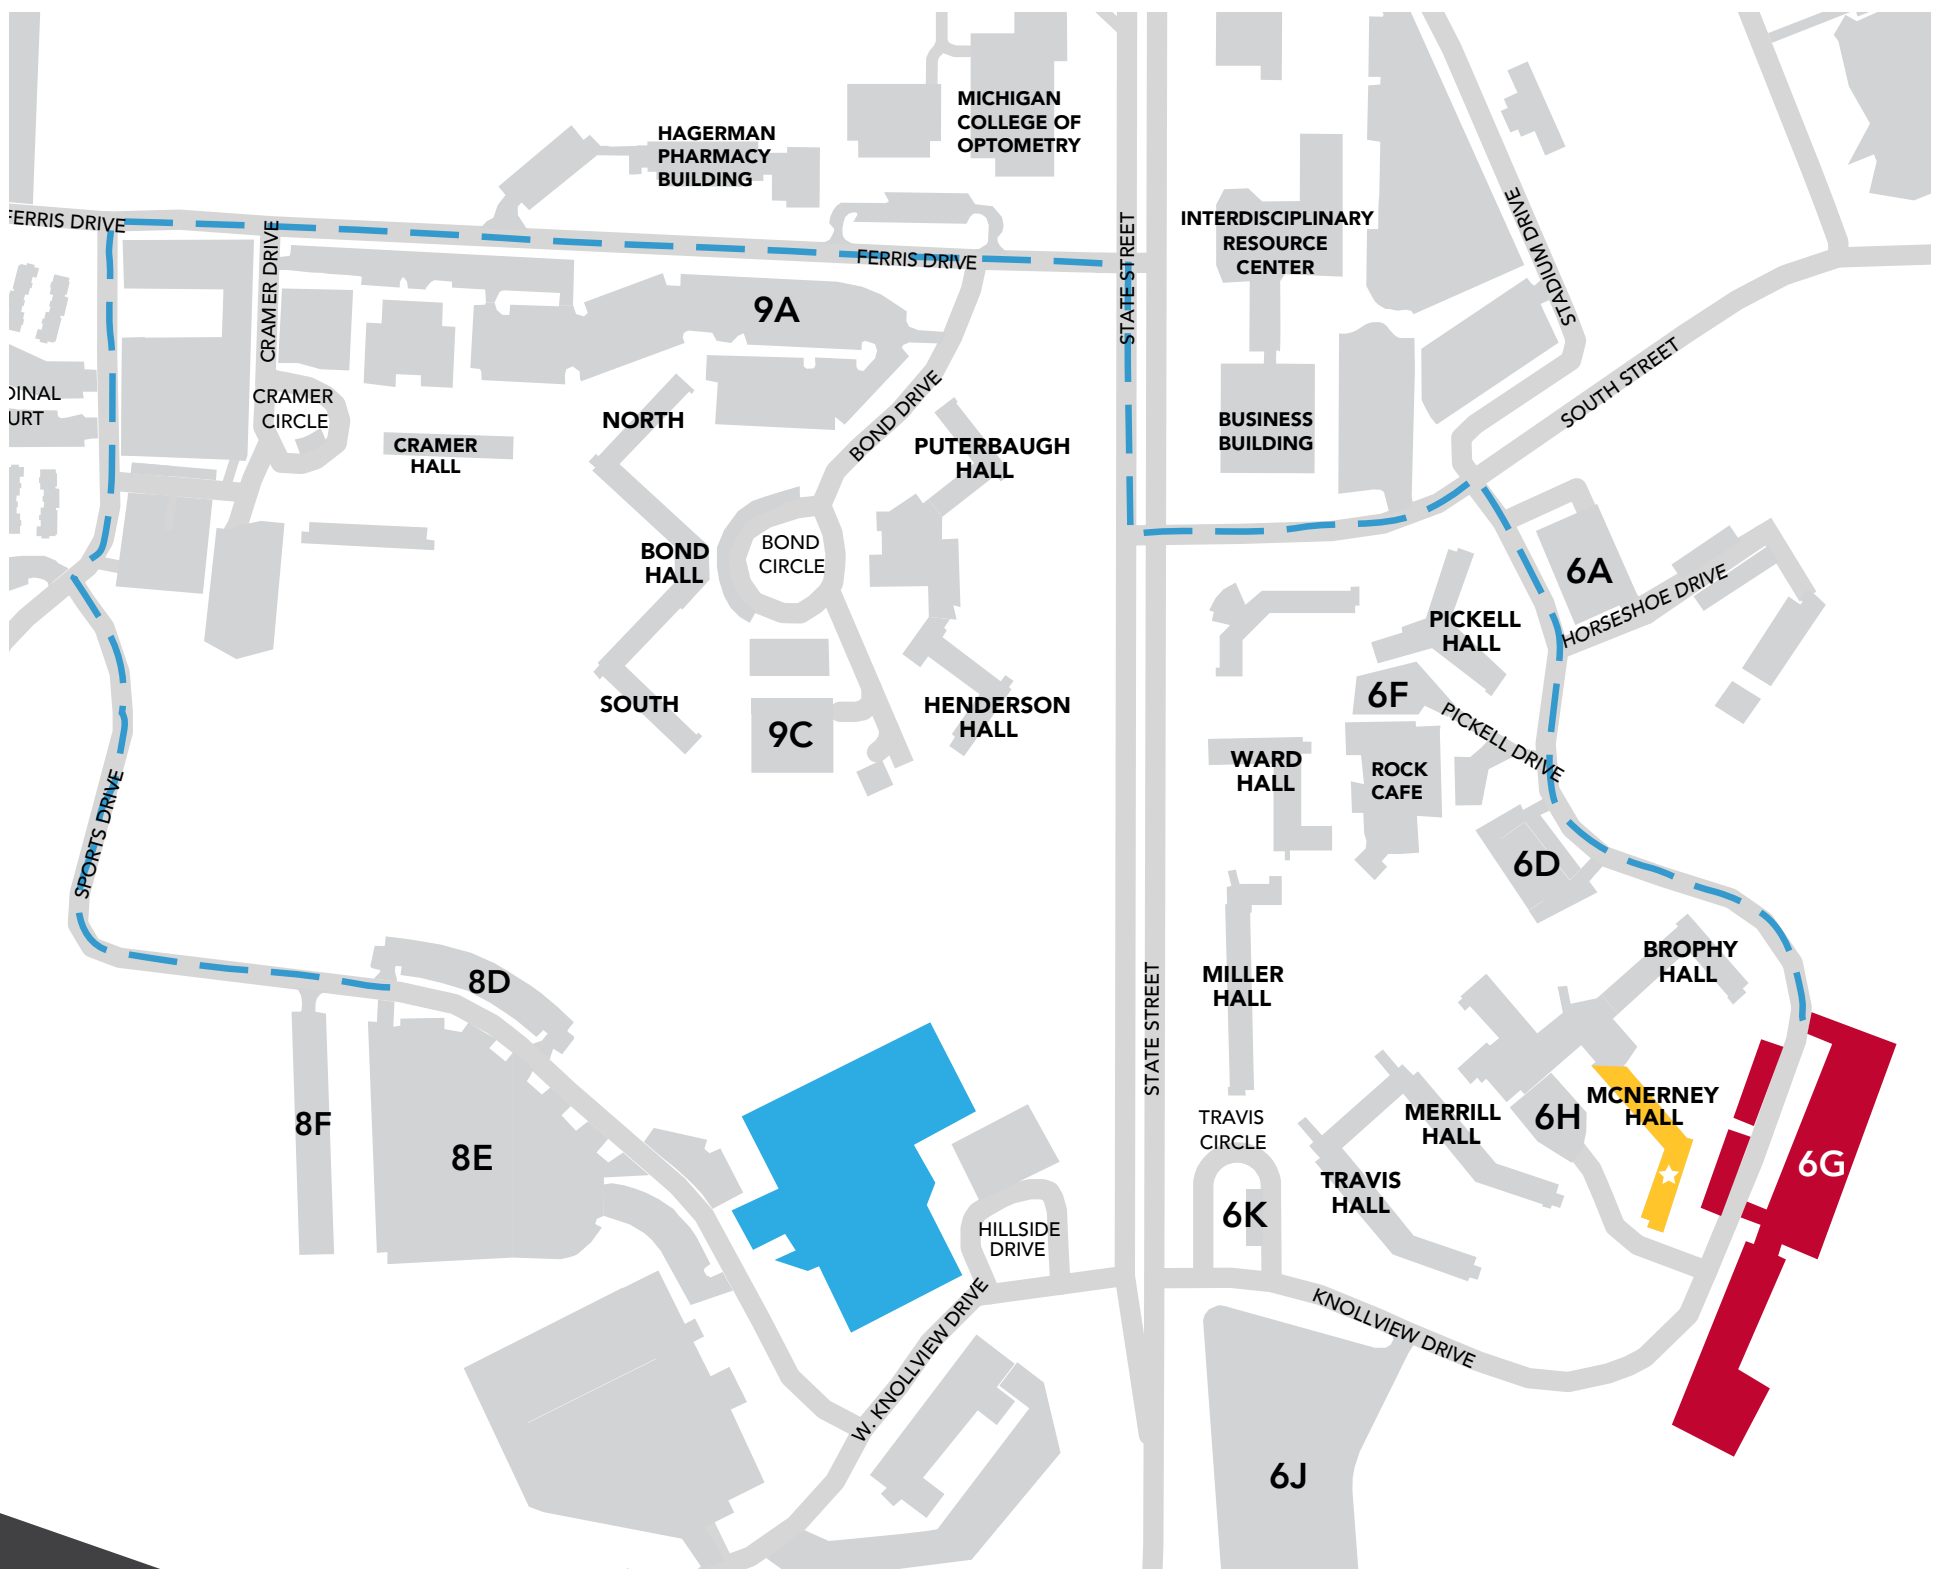 MICHIGAN
COLLEGE OF
OPTOMETRY
HAGERMAN
PHARMACY
BUILDING
FERRIS DRIVE
CRAMER DRIVE
FERRIS DRIVE
STATE STREET
INTERDISCIPLINARY
RESOURCE
CENTER
STADIUM DRIVE
9A
SOUTH STREET
DINAL
URT
CRAMER
CIRCLE
CRAMER
HALL
NORTH
BOND DRIVE
PUTERBAUGH
HALL
BUSINESS
BUILDING
BOND
HALL
BOND
CIRCLE
6A
HORSESHOE DRIVE
PICKELL
HALL
6F
PICKELL DRIVE
SOUTH
9C
HENDERSON
HALL
WARD
HALL
ROCK
CAFE
SPORTS DRIVE
6D
BROPHY
HALL
8D
MILLER
HALL
STATE STREET
8F
8E
TRAVIS
CIRCLE
MERRILL
HALL
6H
MCNERNEY
HALL
6G
TRAVIS
HALL
6K
HILLSIDE
DRIVE
W. KNOLLVIEW DRIVE
KNOLLVIEW DRIVE
6J